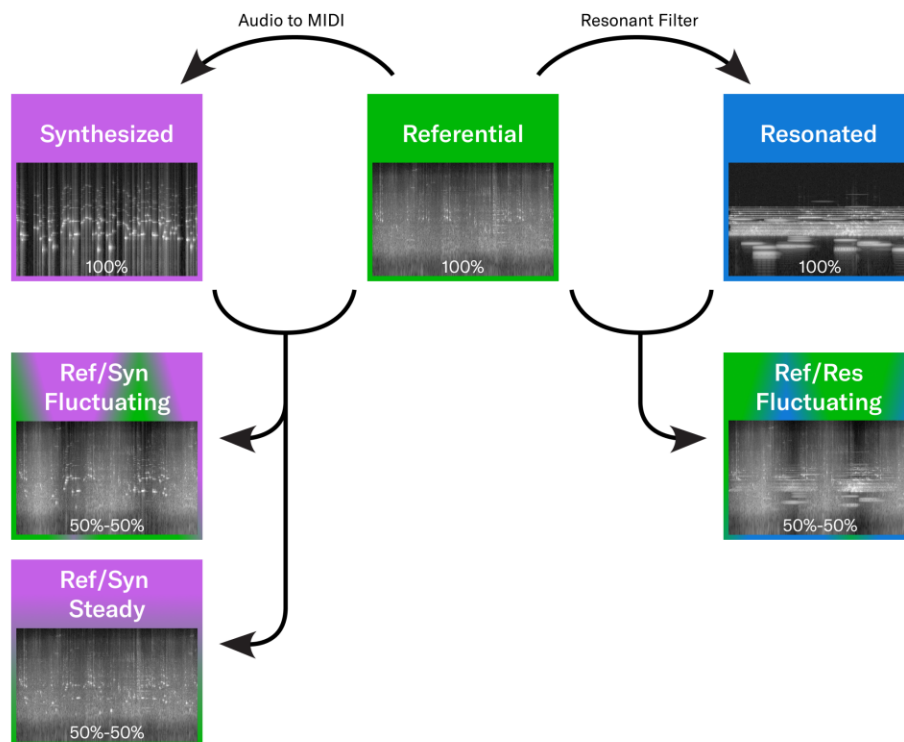 Audio to MIDI
Resonant Filter
Synthesized
Referential
Resonated
100%
100%
100%
Ref/Syn
Fluctuating
Ref/Res
Fluctuating
50%-50%
50%-50%
Ref/Syn
Steady
50%-50%